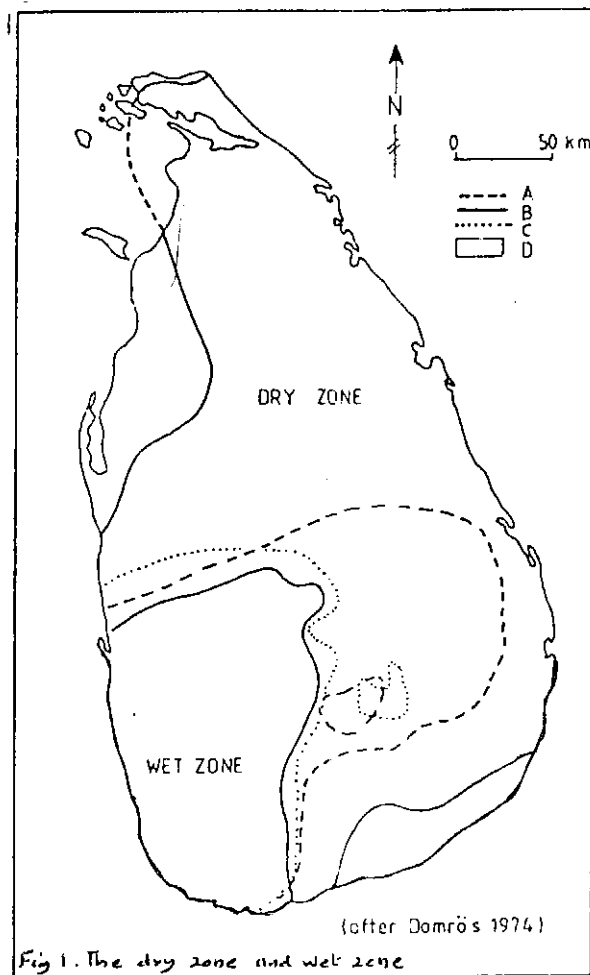 N
0 50 km
A
B
C
D
DRY ZONE
WET ZONE
(after Domrös 1974)
Fig 1. The dry zone and wet zone